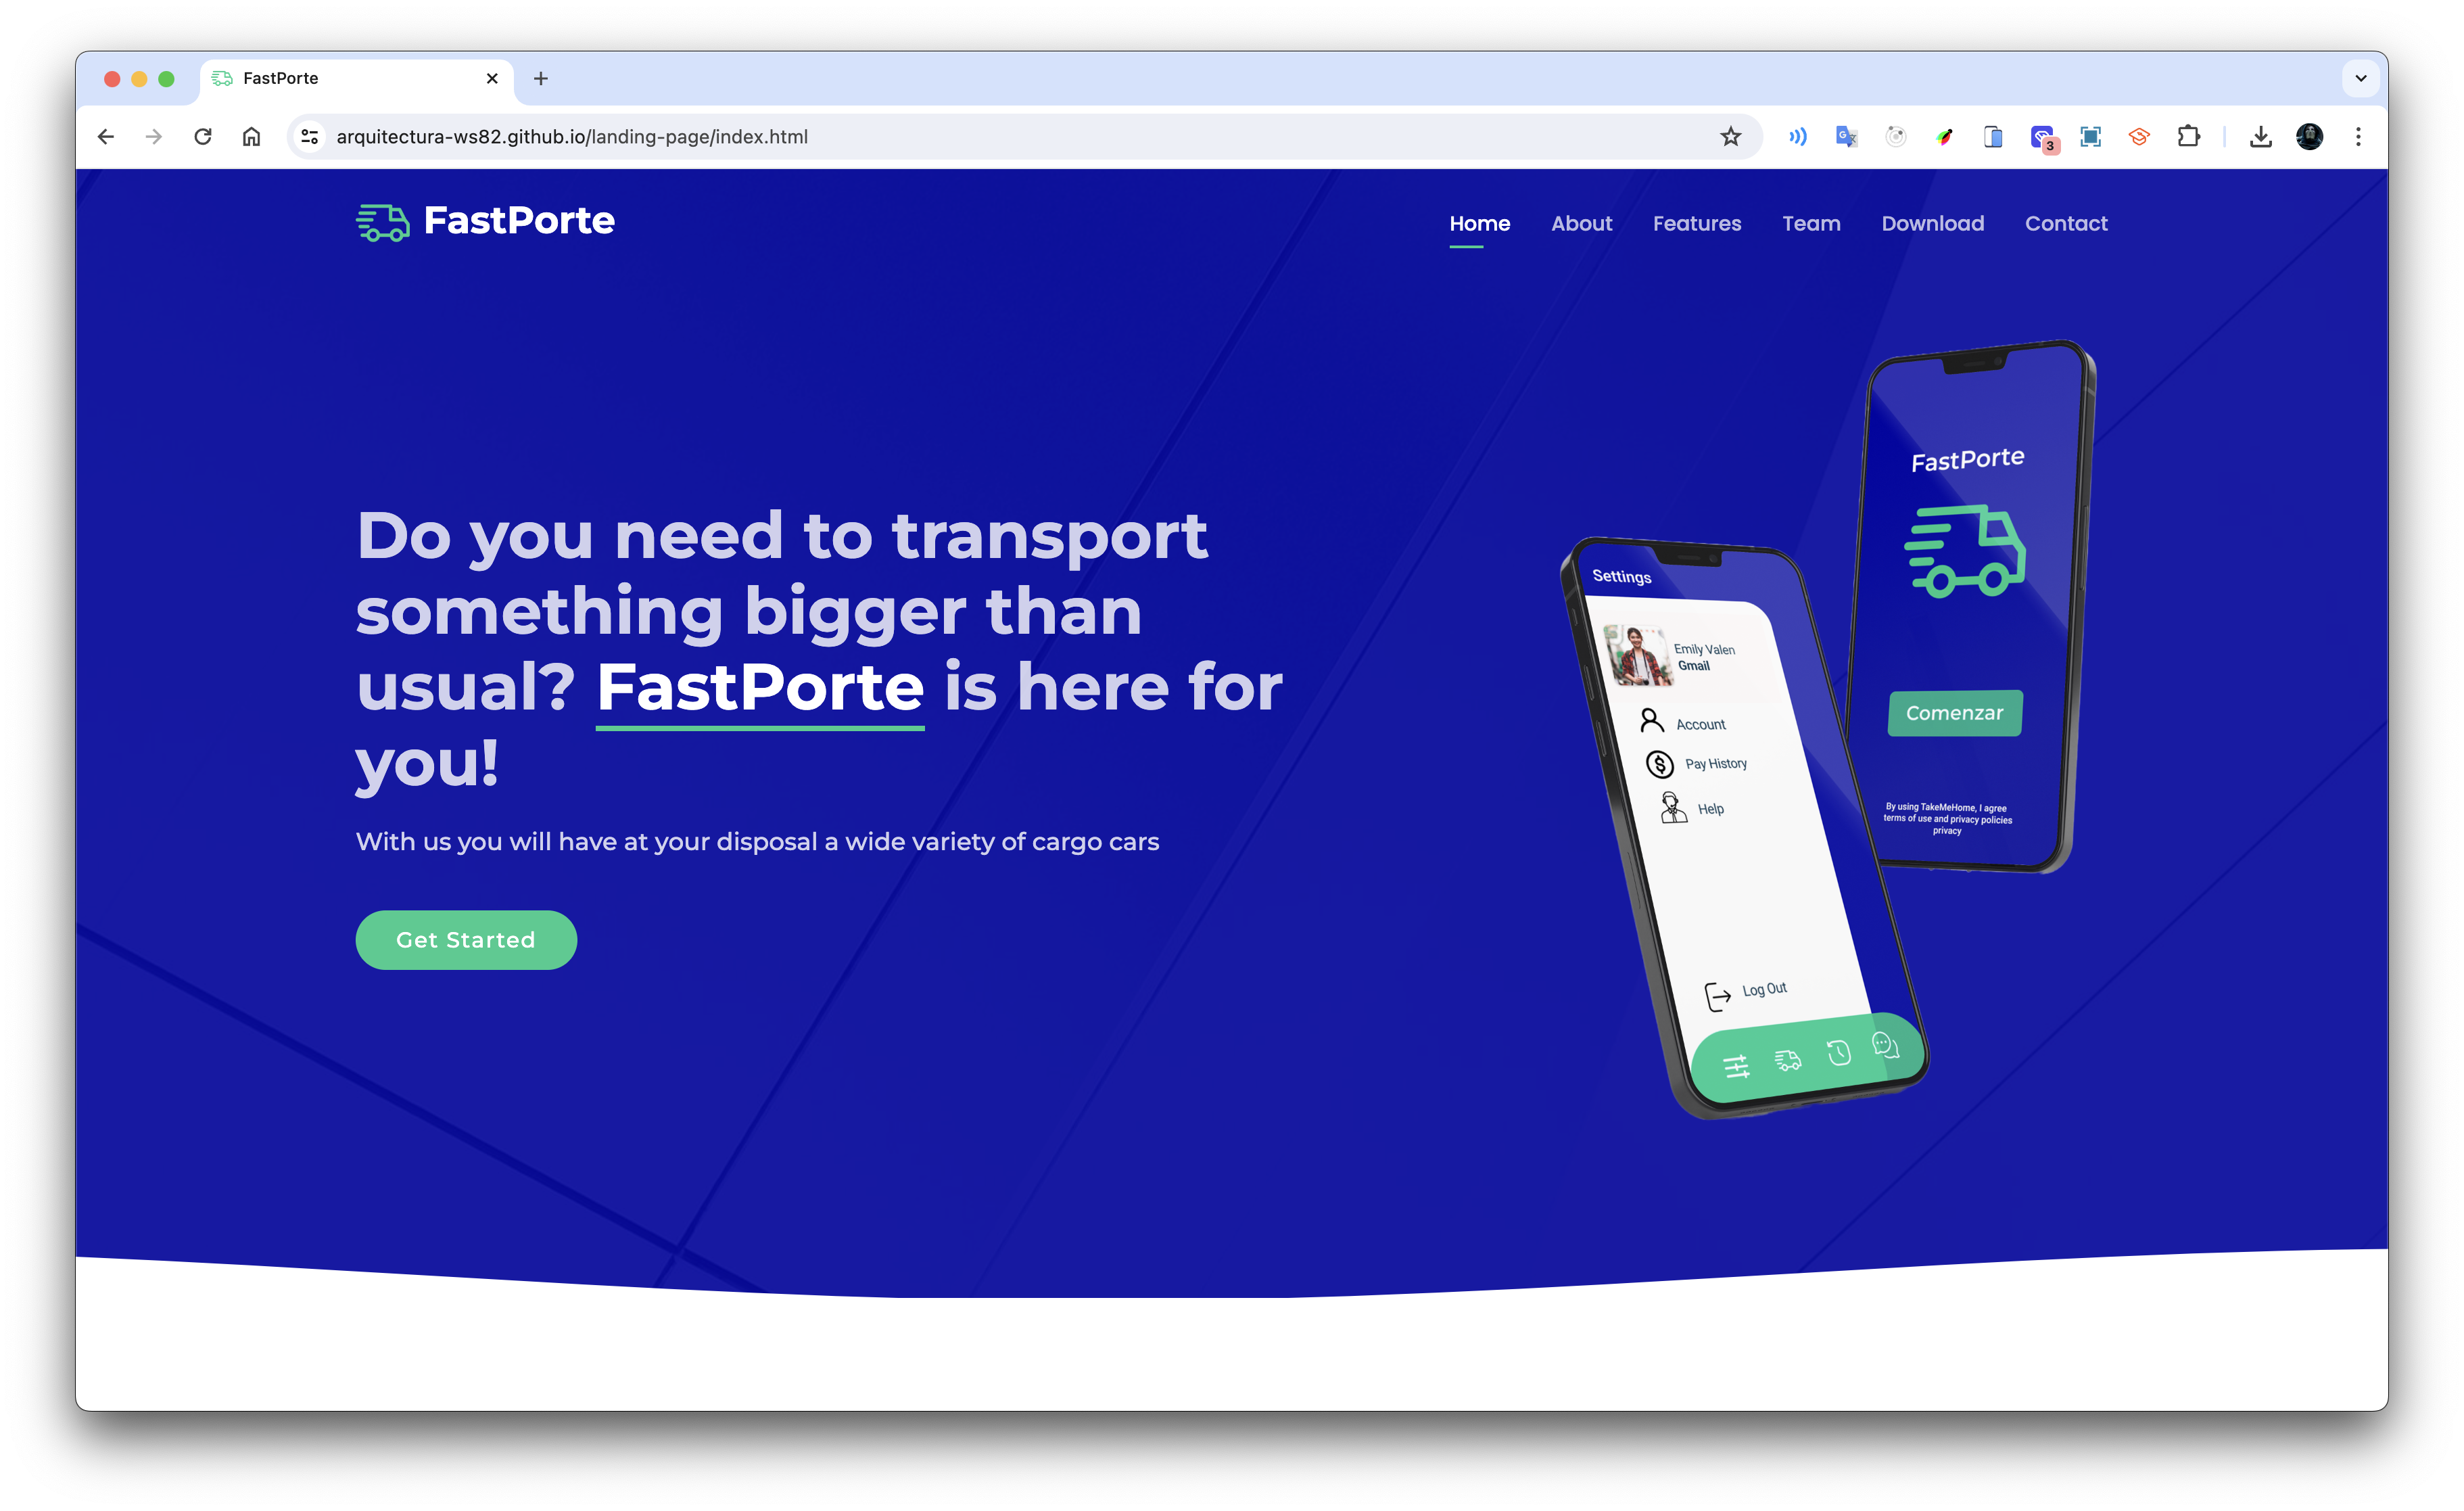 FastPorte
arquitectura-ws82.github.io/landing-page/index.html
3
FastPorte
Home About Features Team Download Contact
Do you need to transport
something bigger than
usual? FastPorte is here for
you!
With us you will have at your disposal a wide variety of cargo cars
Get Started
Settings
Emily Valen
Gmail
Account
Pay History
Help
Log Out
FastPorte
Comenzar
By using TakeMeHome, I agree
terms of use and privacy policies
privacy